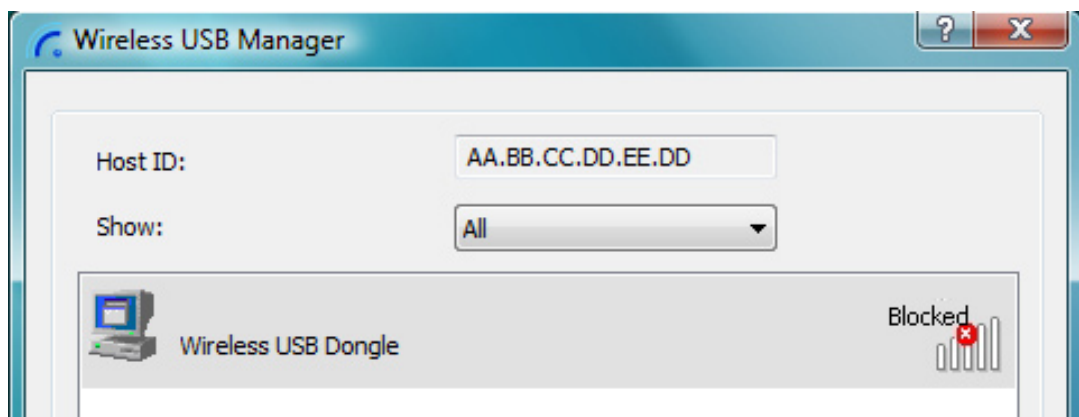 Wireless USB Manager
Host ID: AA.BB.CC.DD.EE.DD
Show: All
Blocked
Wireless USB Dongle